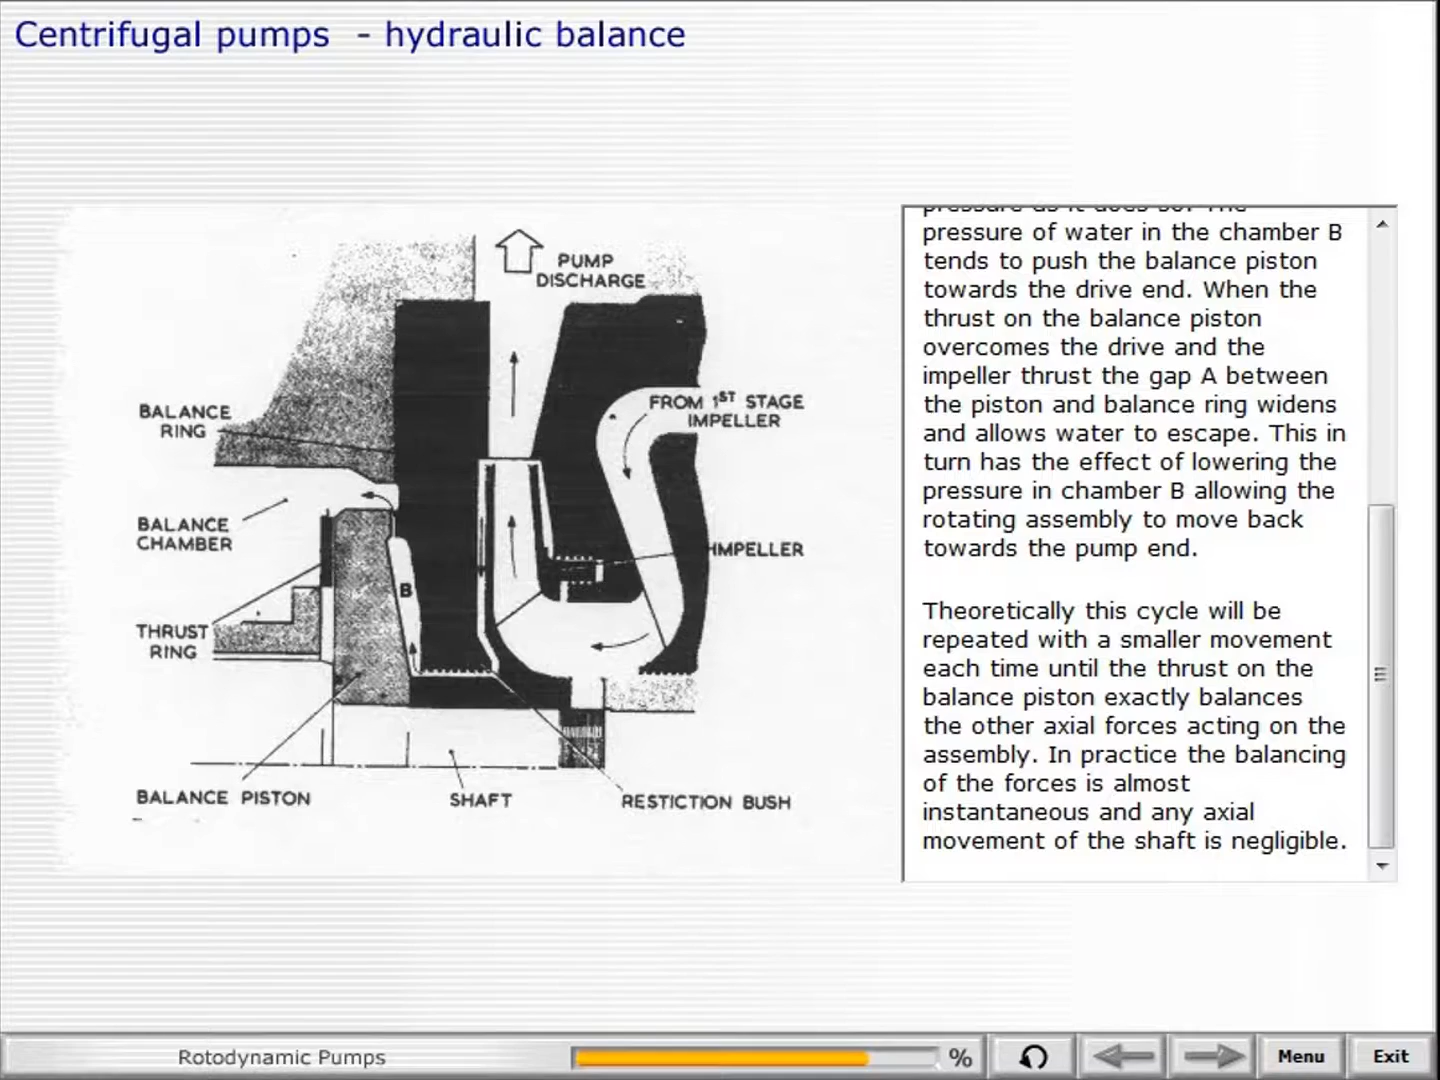 Centrifugal pumps - hydraulic balance
PUMP
DISCHARGE
BALANCE
RING
FROM 1ST STAGE
IMPELLER
BALANCE
CHAMBER
IMPELLER
B
THRUST
RING
BALANCE PISTON
SHAFT
RESTICTION BUSH
pressure as it does so. The
pressure of water in the chamber B
tends to push the balance piston
towards the drive end. When the
thrust on the balance piston
overcomes the drive and the
impeller thrust the gap A between
the piston and balance ring widens
and allows water to escape. This in
turn has the effect of lowering the
pressure in chamber B allowing the
rotating assembly to move back
towards the pump end.
Theoretically this cycle will be
repeated with a smaller movement
each time until the thrust on the
balance piston exactly balances
the other axial forces acting on the
assembly. In practice the balancing
of the forces is almost
instantaneous and any axial
movement of the shaft is negligible.
Rotodynamic Pumps
%
Menu
Exit